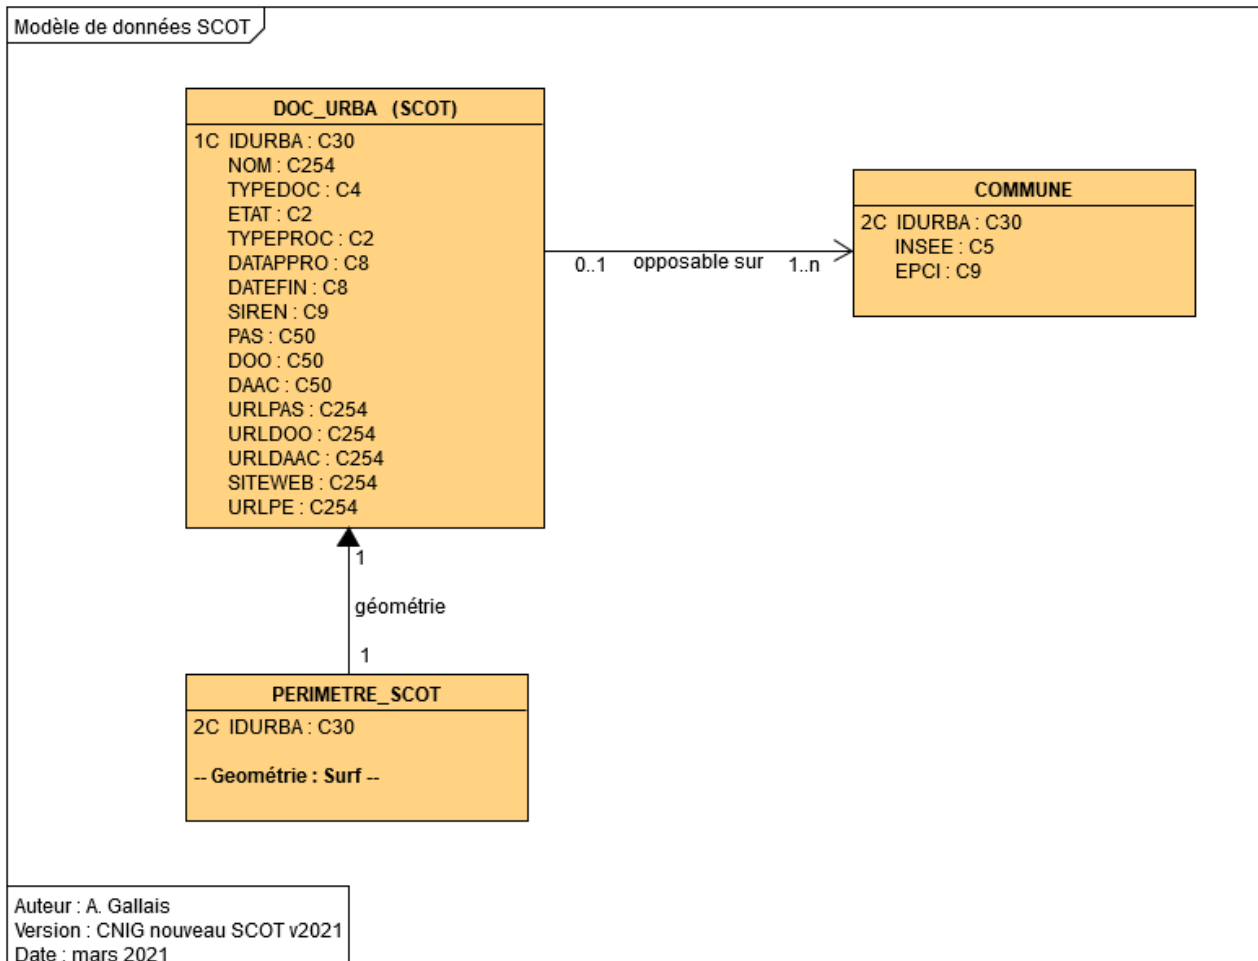 Modèle de données SCOT
DOC_URBA (SCOT)
1C IDURBA : C30
NOM : C254
TYPEDOC : C4
ETAT : C2
TYPEPROC : C2
DATAPPRO : C8
DATEFIN : C8
SIREN : C9
PAS : C50
DOO : C50
DAAC : C50
URLPAS : C254
URLDOO : C254
URLDAAC : C254
SITEWEB : C254
URLPE : C254
0..1 opposable sur 1..n
COMMUNE
2C IDURBA : C30
INSEE : C5
EPCI : C9
1
géométrie
1
PERIMETRE_SCOT
2C IDURBA : C30
-- Geométrie : Surf --
Auteur : A. Gallais
Version : CNIG nouveau SCOT v2021
Date : mars 2021